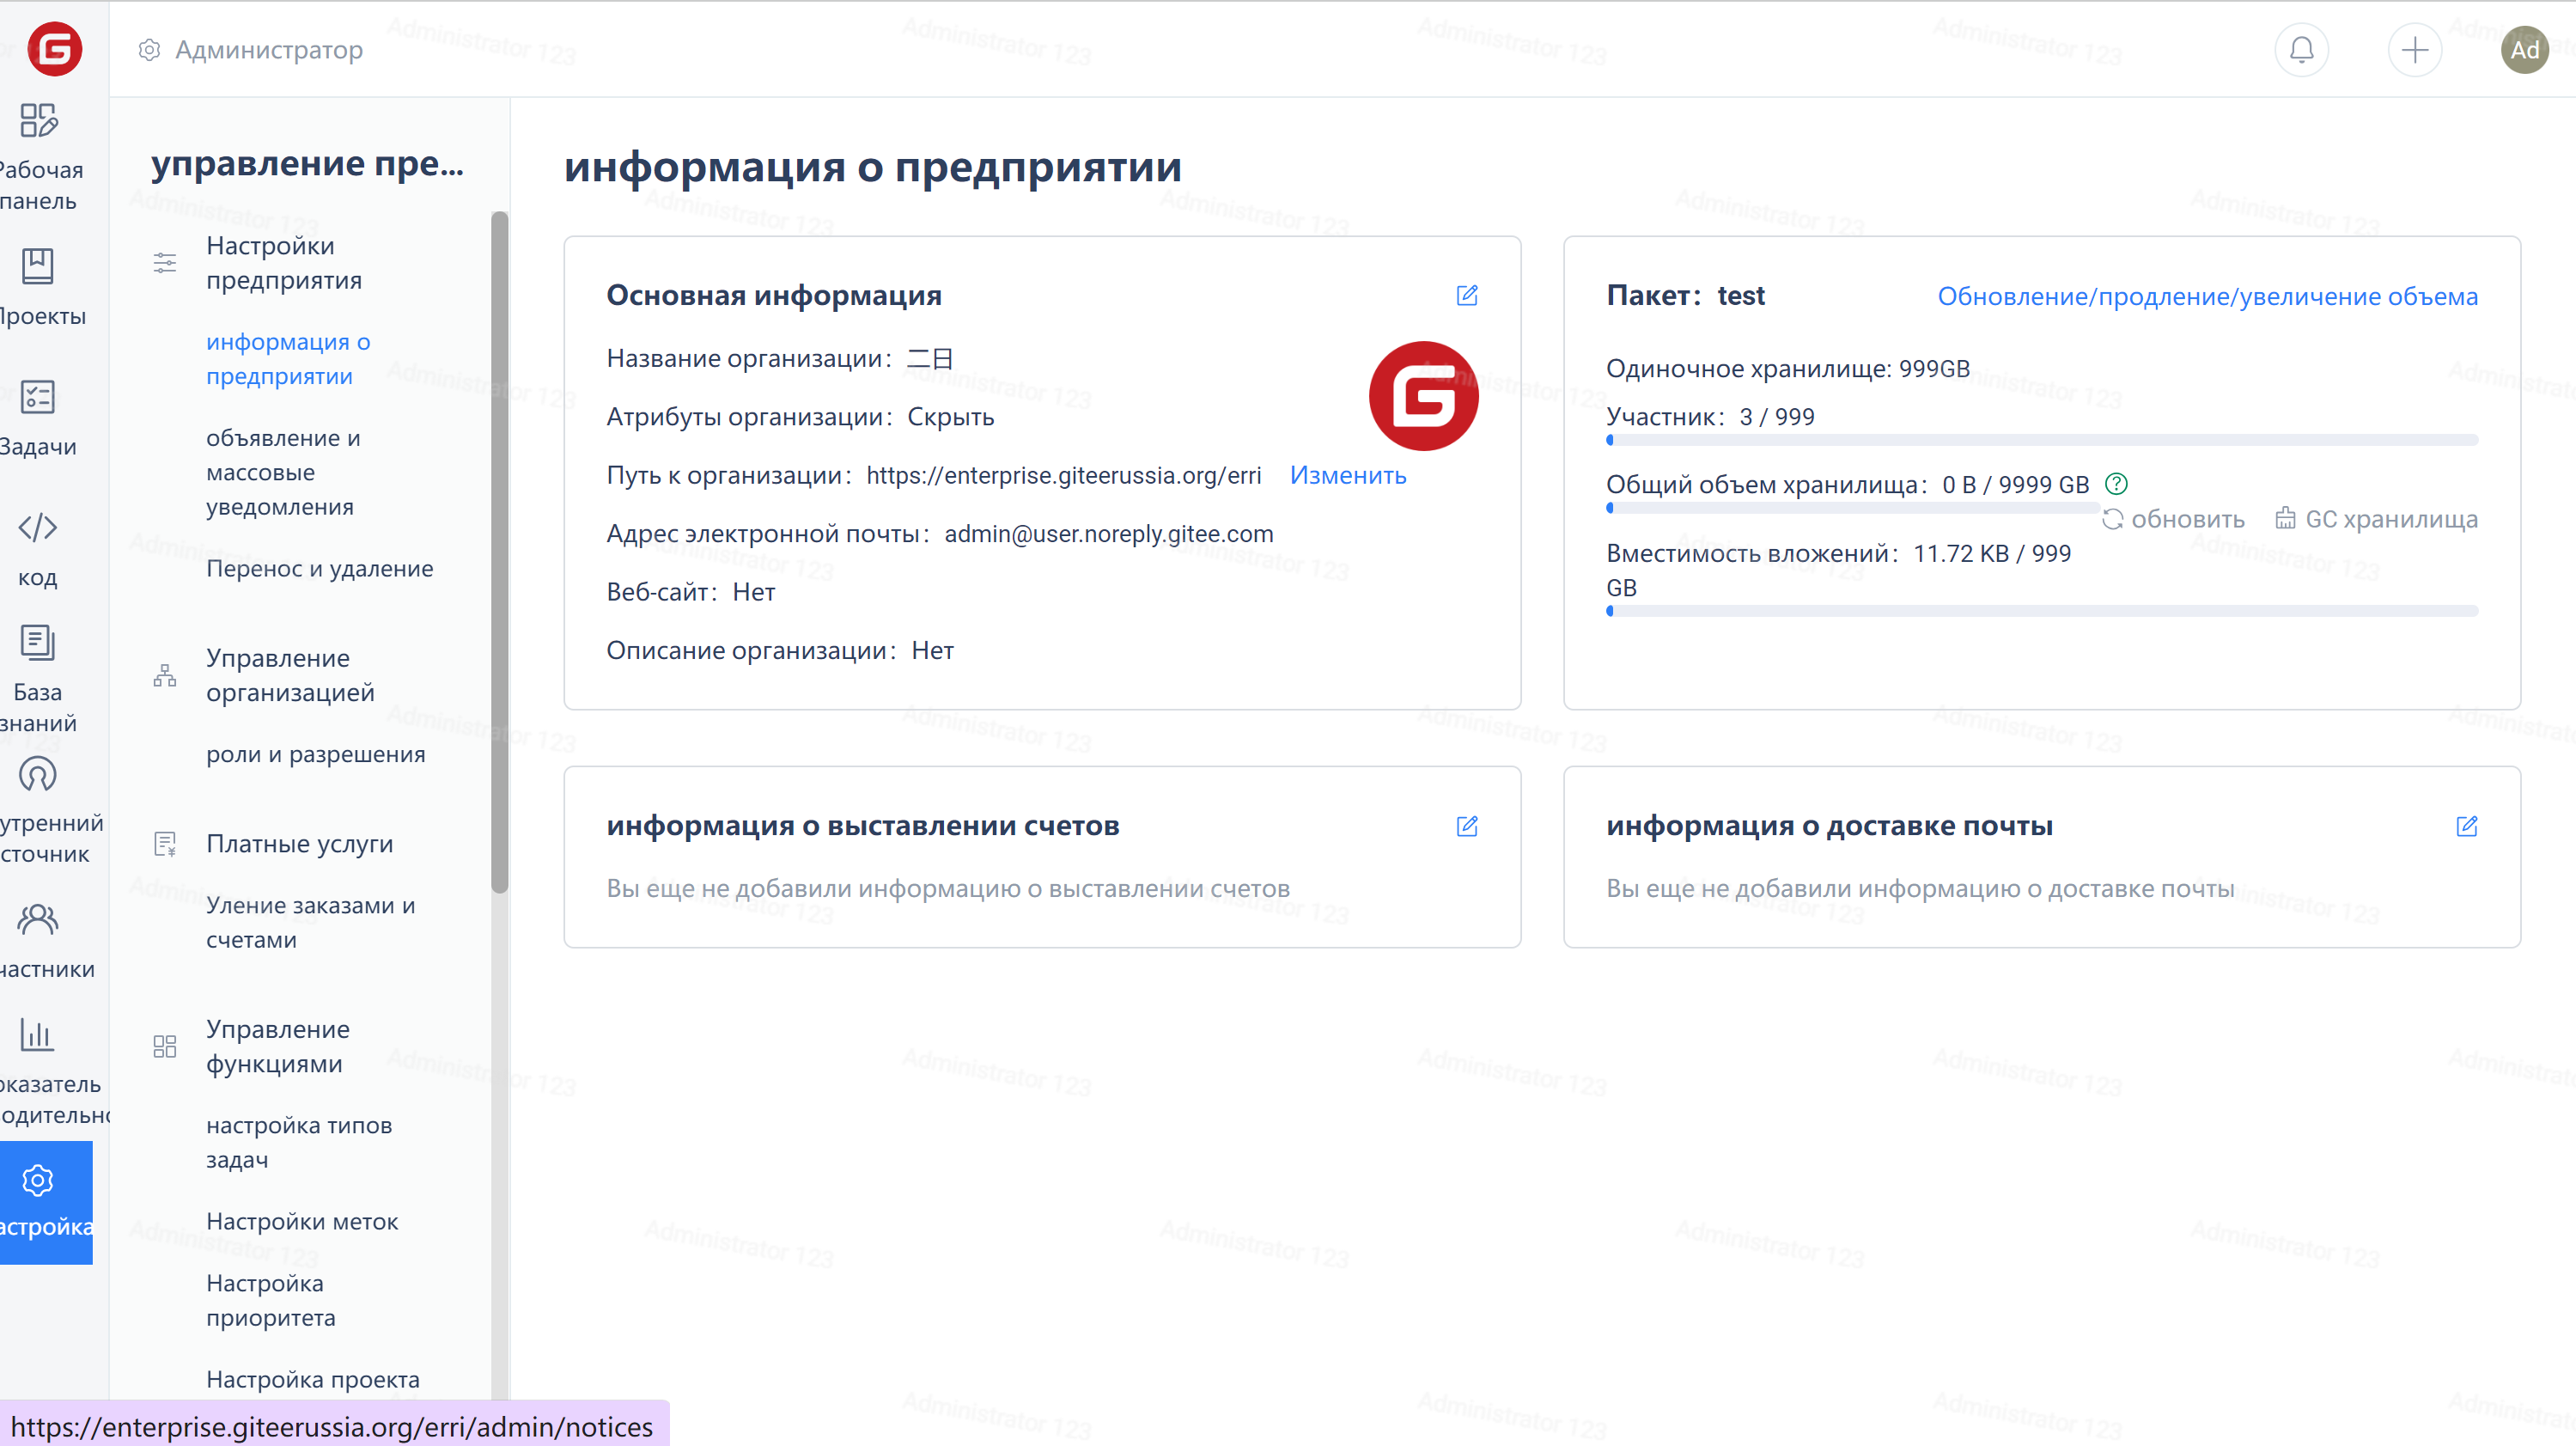 Администратор
Ad
Рабочая
панель
Проекты
Задачи
код
База
знаний
утренний
сточник
частники
оказатель
одительно
астройка
управление пре...
Настройки
предприятия
информация о
предприятии
объявление и
массовые
уведомления
Перенос и удаление
Управление
организацией
роли и разрешения
Платные услуги
Уление заказами и
счетами
Управление
функциями
настройка типов
задач
Настройки меток
Настройка
приоритета
Настройка проекта
информация о предприятии
Основная информация
Название организации： 二日
Атрибуты организации： Скрыть
Путь к организации： https://enterprise.giteerussia.org/erri Изменить
Адрес электронной почты： admin@user.noreply.gitee.com
Веб-сайт： Нет
Описание организации： Нет
Пакет： test
Обновление/продление/увеличение объема
Одиночное хранилище: 999GB
Участник： 3 / 999
Общий объем хранилища： 0 B / 9999 GB
обновить GC хранилища
Вместимость вложений： 11.72 KB / 999
GB
информация о выставлении счетов
Вы еще не добавили информацию о выставлении счетов
информация о доставке почты
Вы еще не добавили информацию о доставке почты
https://enterprise.giteerussia.org/erri/admin/notices
Administrator 123